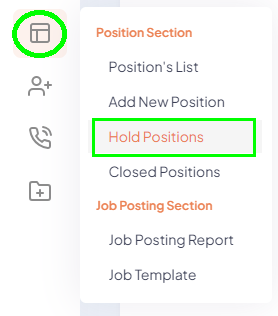 Position Section
Position's List
Add New Position
Hold Positions
Closed Positions
Job Posting Section
Job Posting Report
Job Template